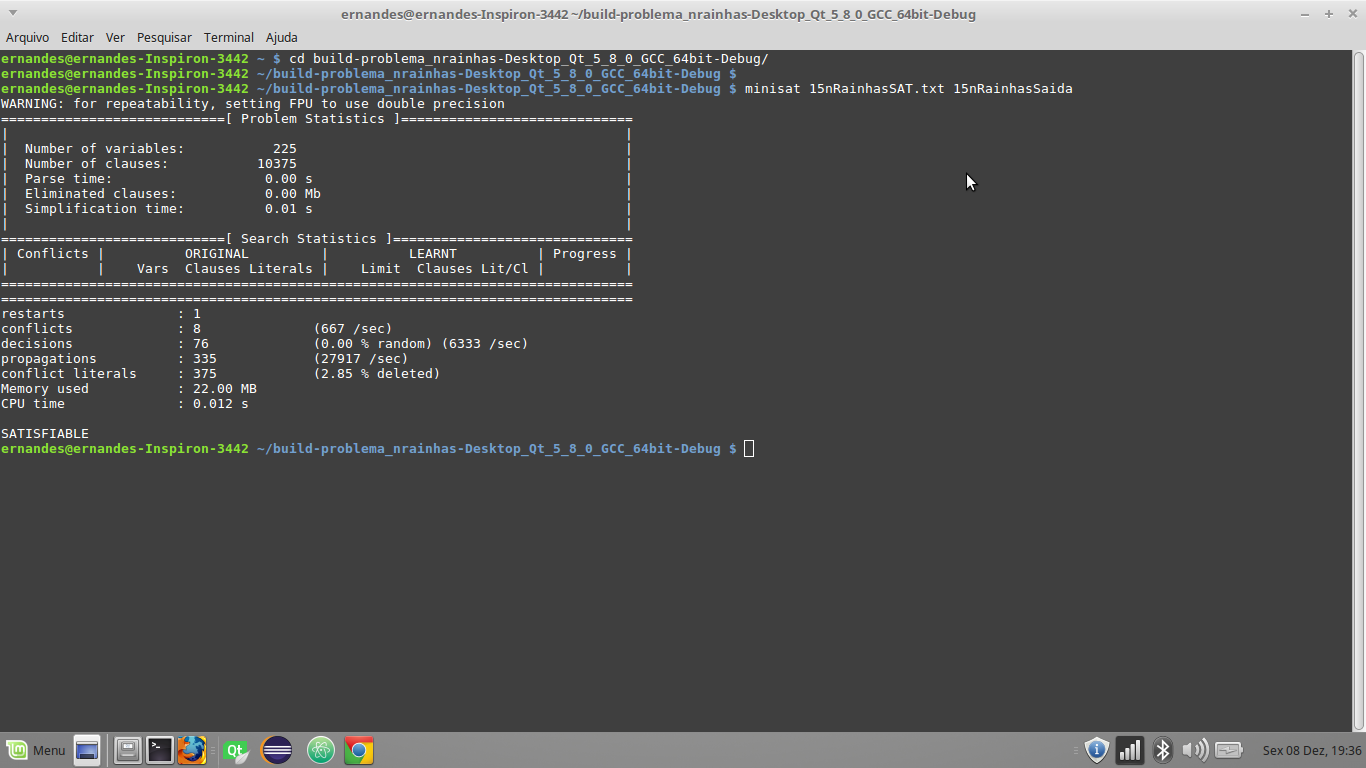 ernandes@ernandes-Inspiron-3442 ~/build-problema_nrainhas-Desktop_Qt_5_8_0_GCC_64bit-Debug
Arquivo Editar Ver Pesquisar Terminal Ajuda
ernandes@ernandes-Inspiron-3442 ~ $ cd build-problema_nrainhas-Desktop_Qt_5_8_0_GCC_64bit-Debug/
ernandes@ernandes-Inspiron-3442 ~/build-problema_nrainhas-Desktop_Qt_5_8_0_GCC_64bit-Debug $
ernandes@ernandes-Inspiron-3442 ~/build-problema_nrainhas-Desktop_Qt_5_8_0_GCC_64bit-Debug $ minisat 15nRainhasSAT.txt 15nRainhasSaida
WARNING: for repeatability, setting FPU to use double precision
============================[ Problem Statistics ]=============================
|                                                                             |
|  Number of variables:           225                                         |
|  Number of clauses:           10375                                         |
|  Parse time:                   0.00 s                                       |
|  Eliminated clauses:           0.00 Mb                                      |
|  Simplification time:          0.01 s                                       |
|                                                                             |
============================[ Search Statistics ]==============================
| Conflicts |          ORIGINAL         |          LEARNT          | Progress |
|           |    Vars  Clauses Literals |    Limit  Clauses Lit/Cl |          |
===============================================================================
===============================================================================
restarts              : 1
conflicts             : 8              (667 /sec)
decisions             : 76             (0.00 % random) (6333 /sec)
propagations          : 335            (27917 /sec)
conflict literals     : 375            (2.85 % deleted)
Memory used           : 22.00 MB
CPU time              : 0.012 s
SATISFIABLE
ernandes@ernandes-Inspiron-3442 ~/build-problema_nrainhas-Desktop_Qt_5_8_0_GCC_64bit-Debug $
Menu Qt Sex 08 Dez, 19:36